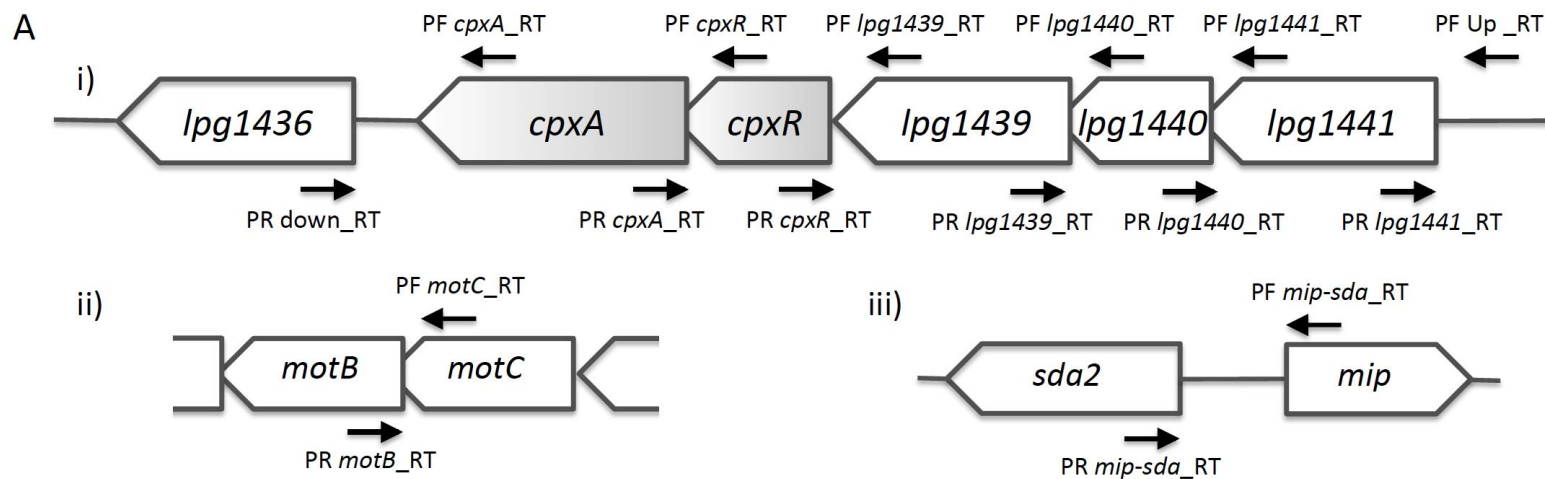 A
PF cpxA_RT PF cpxR_RT PF lpg1439_RT PF lpg1440_RT PF lpg1441_RT PF Up _RT
i)
lpg1436 cpxA cpxR lpg1439 lpg1440 lpg1441
PR down_RT PR cpxA_RT PR cpxR_RT PR lpg1439_RT PR lpg1440_RT PR lpg1441_RT
ii)
PF motC_RT
motB motC
PR motB_RT
iii)
PF mip-sda_RT
sda2 mip
PR mip-sda_RT